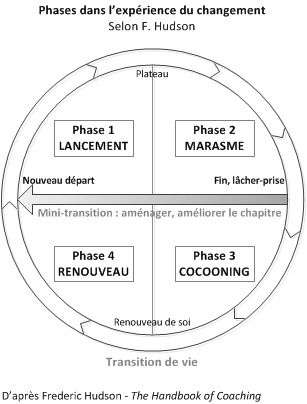 Phases dans l'expérience du changement
Selon F. Hudson
Plateau
Phase 1
LANCEMENT
Phase 2
MARASME
Nouveau départ
Fin, lâcher-prise
Mini-transition : aménager, améliorer le chapitre
Phase 4
RENOUVEAU
Phase 3
COCOONING
Renouveau de soi
Transition de vie
D'après Frederic Hudson - The Handbook of Coaching